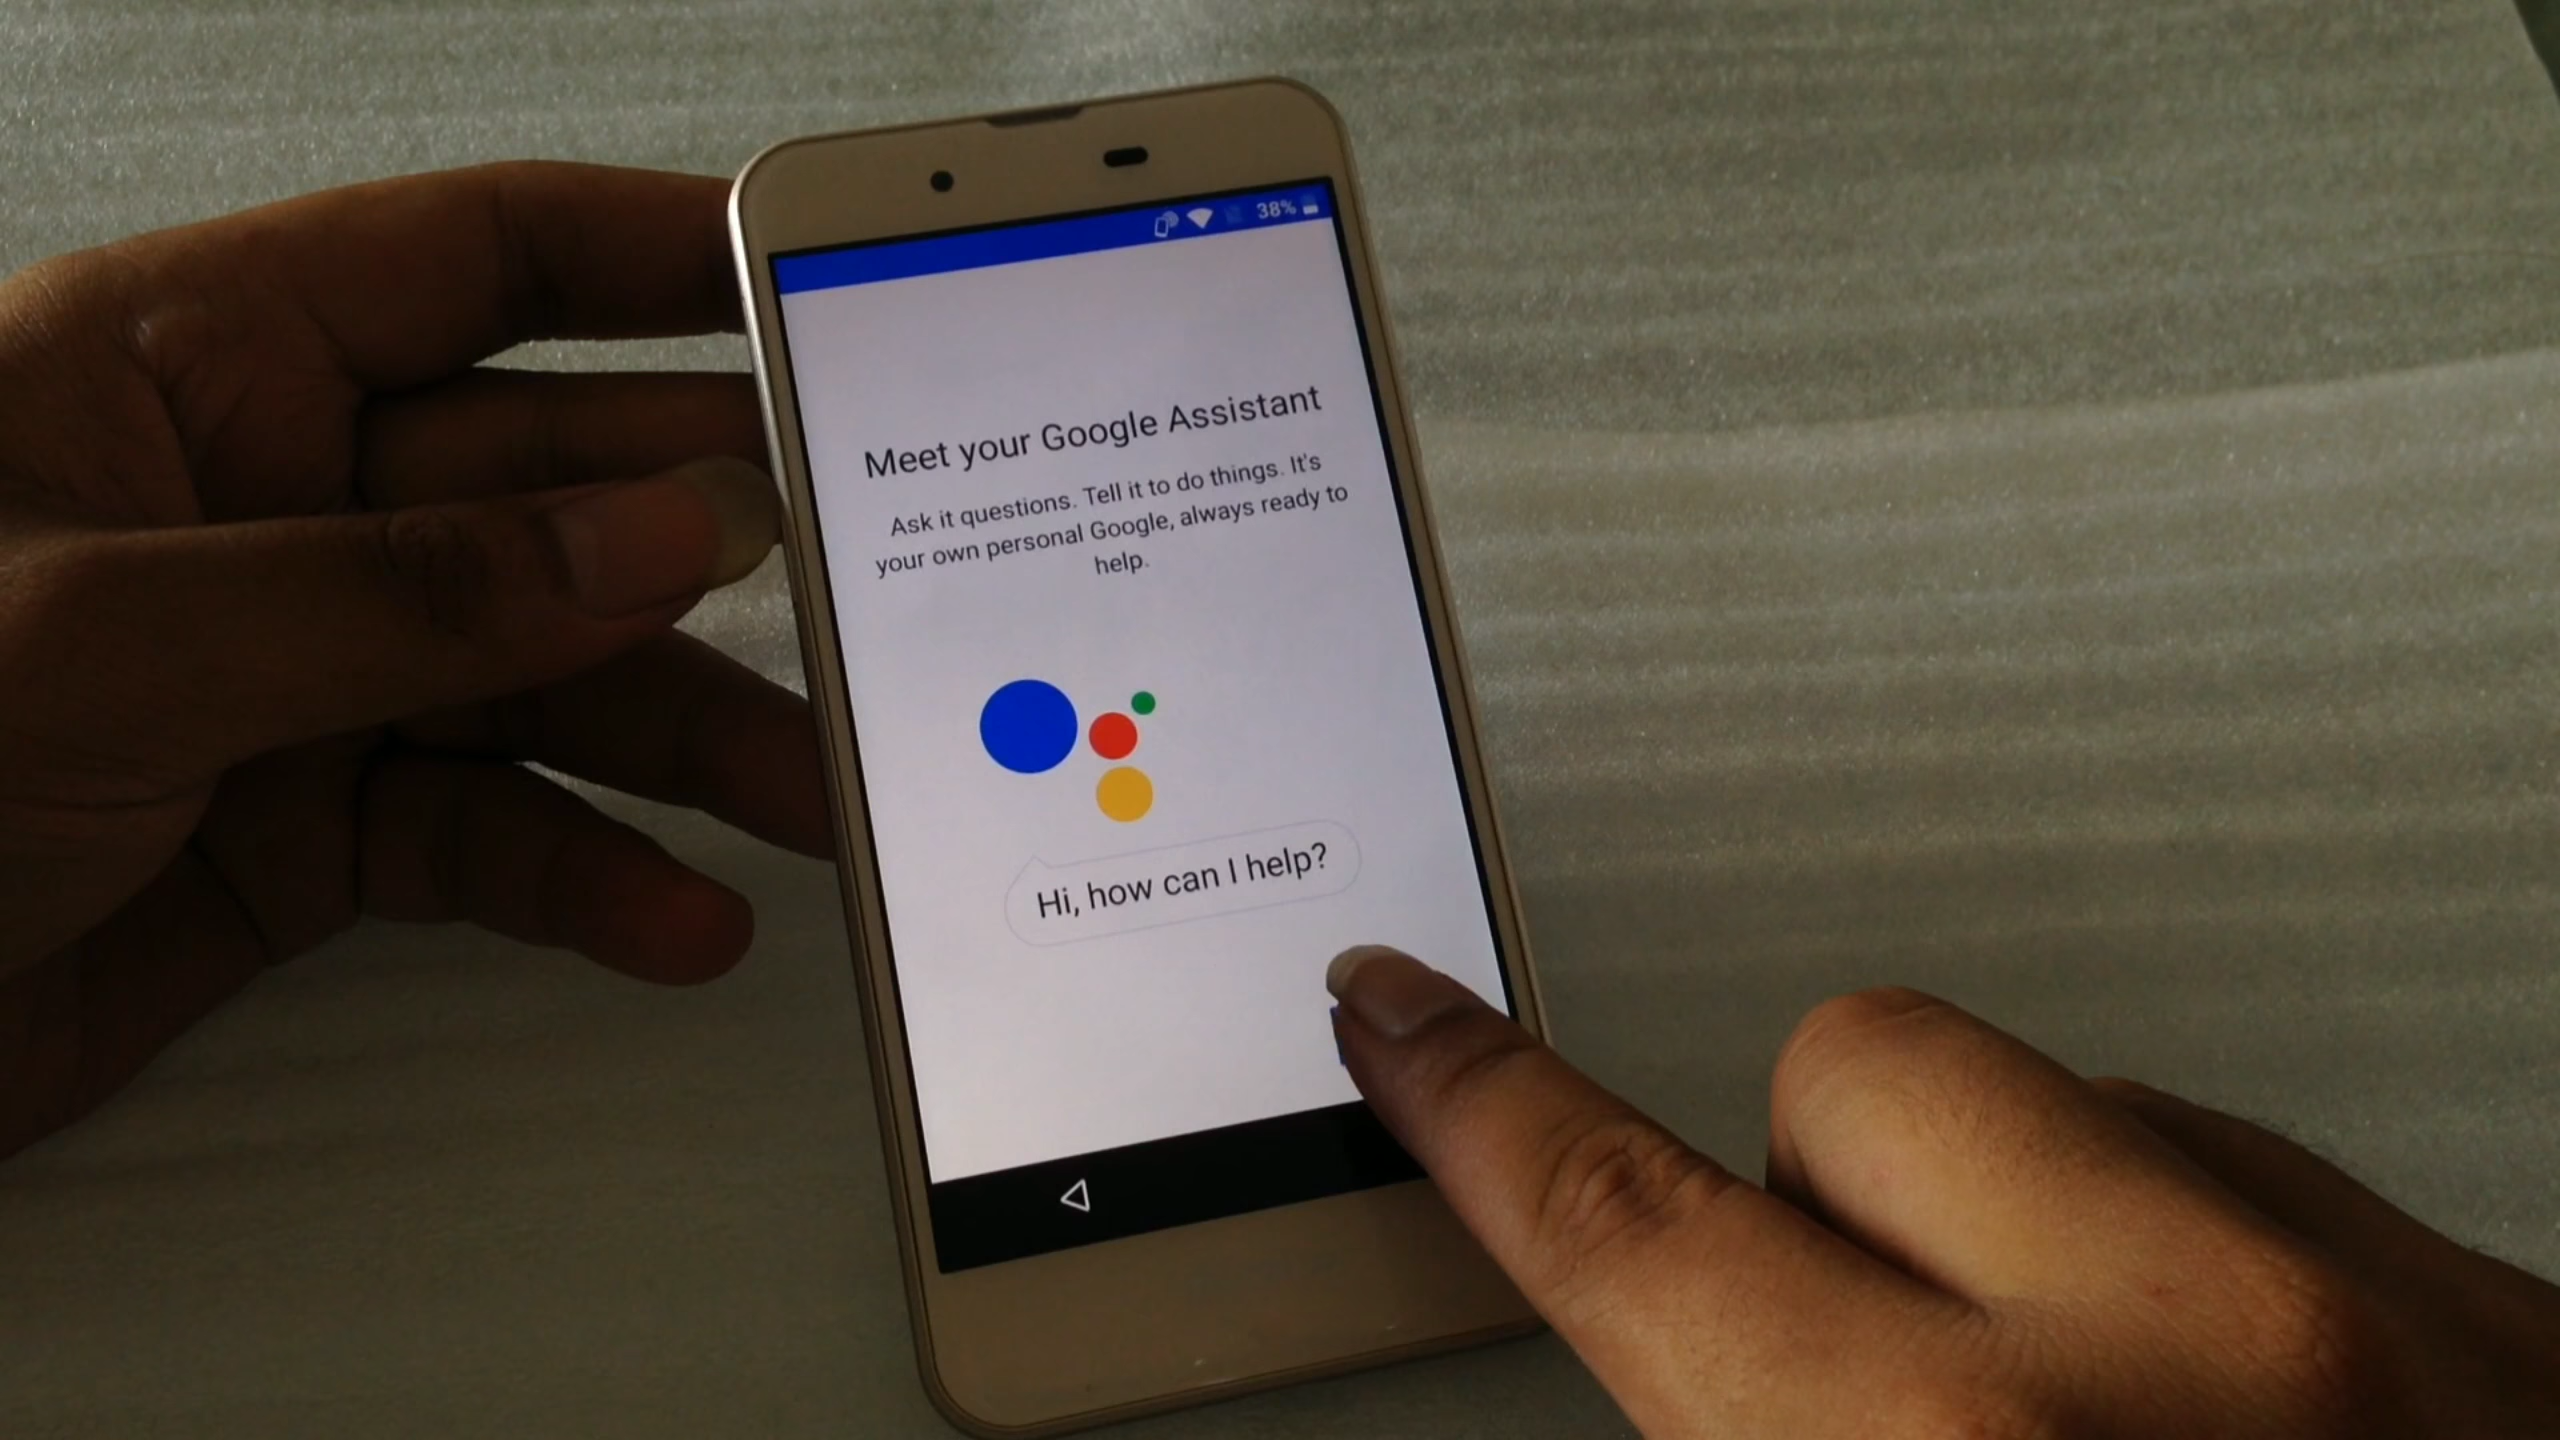 38%
Meet your Google Assistant
Ask it questions. Tell it to do things. It's
your own personal Google, always ready to
help.
Hi, how can I help?